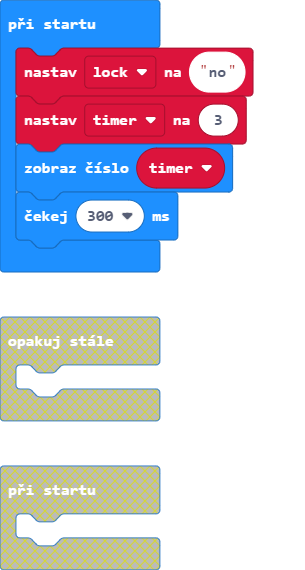 při startu
nastav lock na "no"
nastav timer na 3
zobraz číslo timer
čekej 300 ms
opakuj stále
při startu